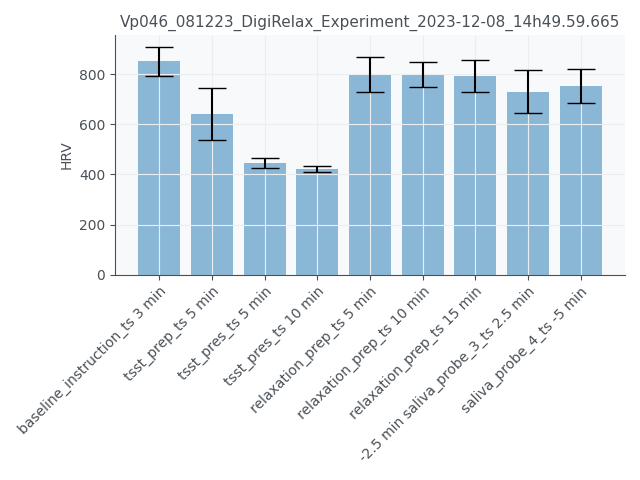 Vp046_081223_DigiRelax_Experiment_2023-12-08_14h49.59.665
HRV
800
600
400
200
0
baseline_instruction_ts 3 min
tsst_prep_ts 5 min
tsst_pres_ts 5 min
tsst_pres_ts 10 min
relaxation_prep_ts 5 min
relaxation_prep_ts 10 min
relaxation_prep_ts 15 min
-2.5 min saliva_probe_3_ts 2.5 min
saliva_probe_4_ts -5 min